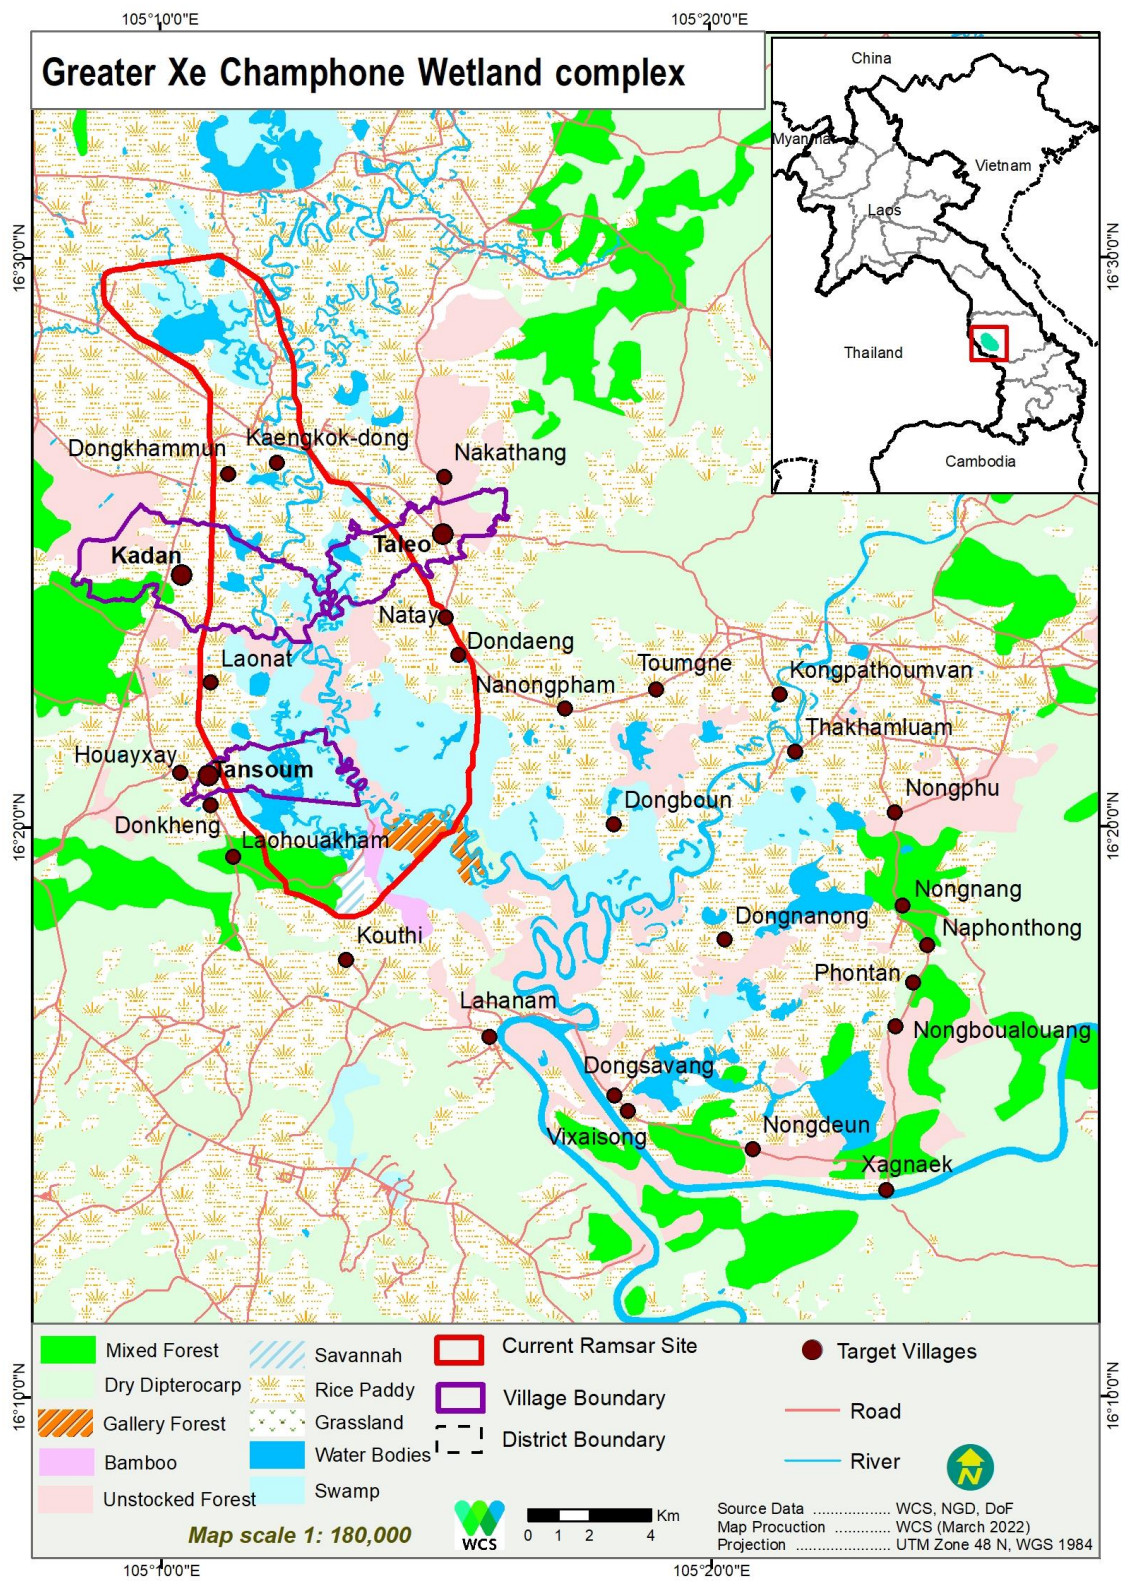 105°10'0"E
105°20'0"E
Greater Xe Champhone Wetland complex
China
Myanmar
Vietnam
Laos
Thailand
Cambodia
16°30'0"N
16°30'0"N
Dongkhammun
Kaengkok-dong
Nakathang
Kadan
Taleo
Natay
Dondaeng
Laonat
Toumgne
Nanongpham
Kongpathoumvan
Thakhamluam
Houayxay
Tansoum
Nongphu
Dongboun
Donkheng
16°20'0"N
16°20'0"N
Laohouakham
Nongnang
Dongnanong
Naphonthong
Kouthi
Phontan
Lahanam
Nongboualouang
Dongsavang
Vixaisong
Nongdeun
Xagnaek
Mixed Forest
Dry Dipterocarp
Gallery Forest
Bamboo
Unstocked Forest
Savannah
Rice Paddy
Grassland
Water Bodies
Swamp
Current Ramsar Site
Village Boundary
District Boundary
Target Villages
Road
River
N
16°10'0"N
16°10'0"N
Map scale 1: 180,000
WCS
Km
0 1 2 4
Source Data .................. WCS, NGD, DoF
Map Procuction ............. WCS (March 2022)
Projection ...................... UTM Zone 48 N, WGS 1984
105°10'0"E
105°20'0"E